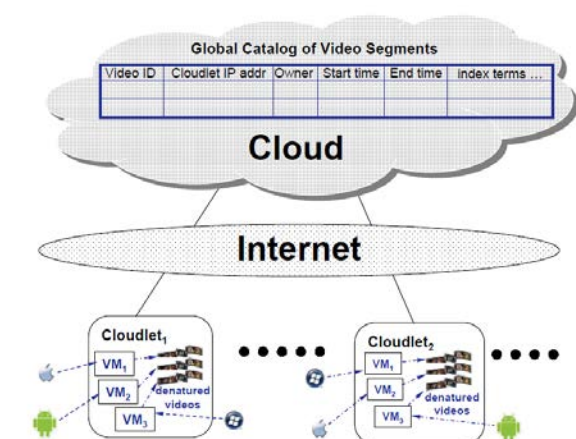 Global Catalog of Video Segments
Video ID Cloudlet IP addr Owner Start time End time Index terms ...
Cloud
Internet
Cloudlet1
VM1
VM2
VM3
denatured
videos
Cloudlet2
VM1
VM2
VM3
denatured
videos